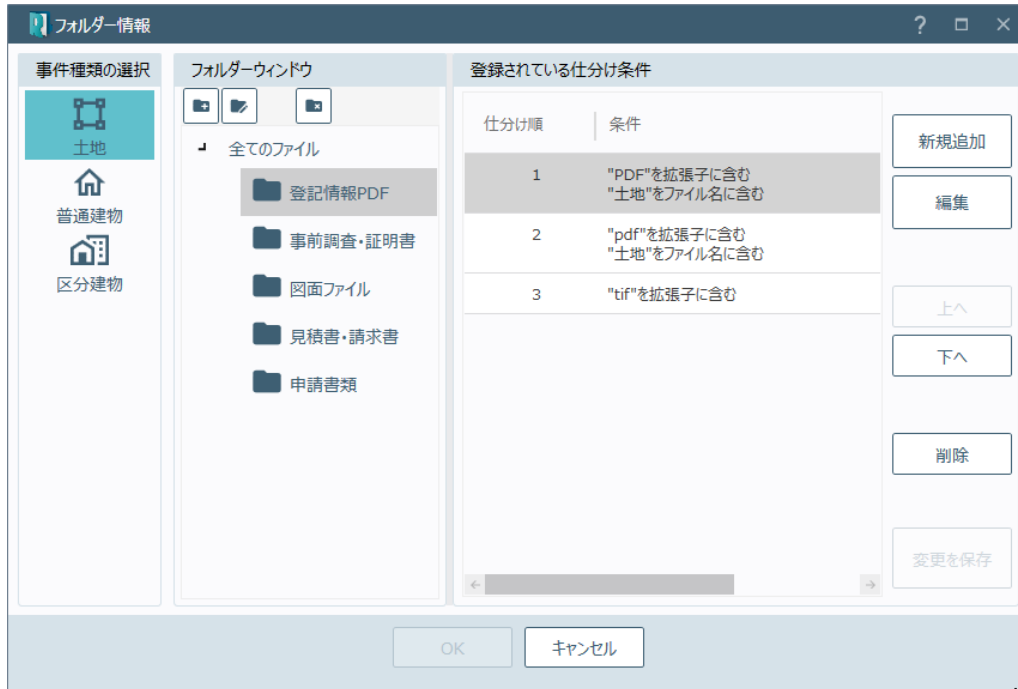 フォルダー情報
事件種類の選択
土地
普通建物
区分建物
フォルダーウィンドウ
全てのファイル
登記情報PDF
事前調査・証明書
図面ファイル
見積書・請求書
申請書類
登録されている仕分け条件
仕分け順 条件
1 "PDF"を拡張子に含む
"土地"をファイル名に含む
2 "pdf"を拡張子に含む
"土地"をファイル名に含む
3 "tif"を拡張子に含む
新規追加
編集
上へ
下へ
削除
変更を保存
OK キャンセル